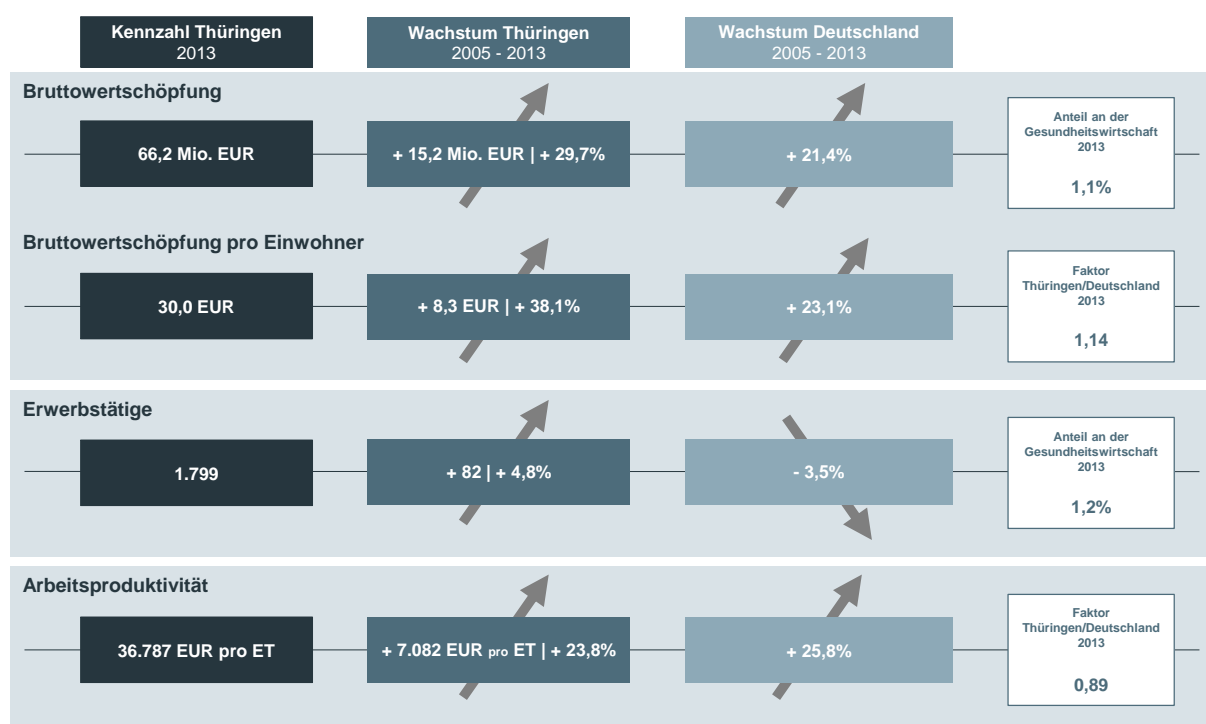 Kennzahl Thüringen
2013
Wachstum Thüringen
2005 - 2013
Wachstum Deutschland
2005 - 2013
Bruttowertschöpfung
66,2 Mio. EUR
+ 15,2 Mio. EUR | + 29,7%
+ 21,4%
Anteil an der
Gesundheitswirtschaft
2013
1,1%
Bruttowertschöpfung pro Einwohner
30,0 EUR
+ 8,3 EUR | + 38,1%
+ 23,1%
Faktor
Thüringen/Deutschland
2013
1,14
Erwerbstätige
1.799
+ 82 | + 4,8%
- 3,5%
Anteil an der
Gesundheitswirtschaft
2013
1,2%
Arbeitsproduktivität
36.787 EUR pro ET
+ 7.082 EUR pro ET | + 23,8%
+ 25,8%
Faktor
Thüringen/Deutschland
2013
0,89